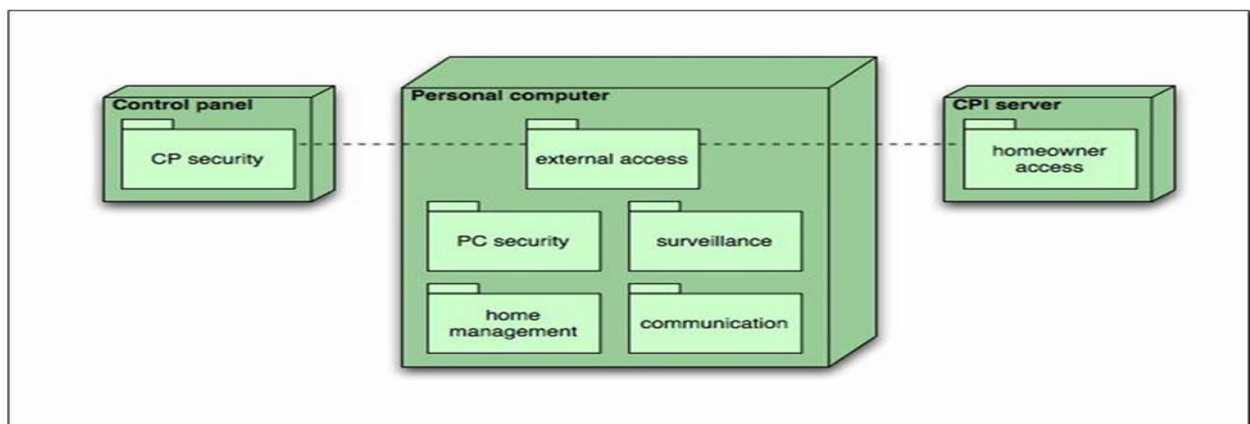 Control panel
CP security
Personal computer
external access
PC security
surveillance
home
management
communication
CPI server
homeowner
access